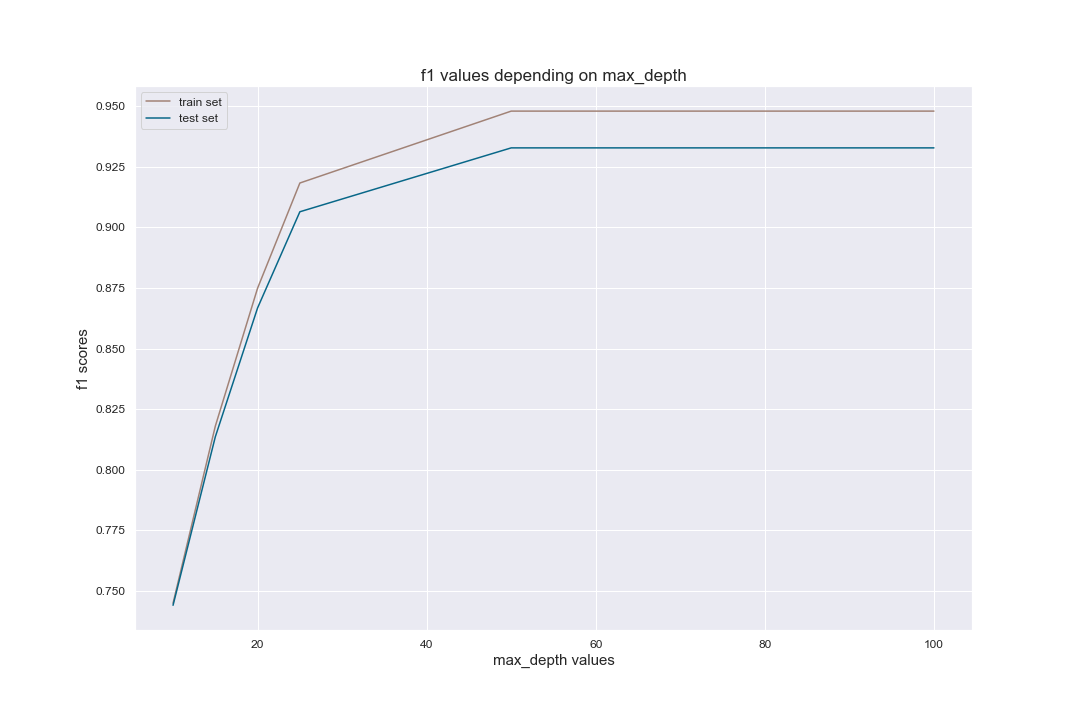 f1 values depending on max_depth
train set
test set
f1 scores
0.950
0.925
0.900
0.875
0.850
0.825
0.800
0.775
0.750
20 40 60 80 100
max_depth values